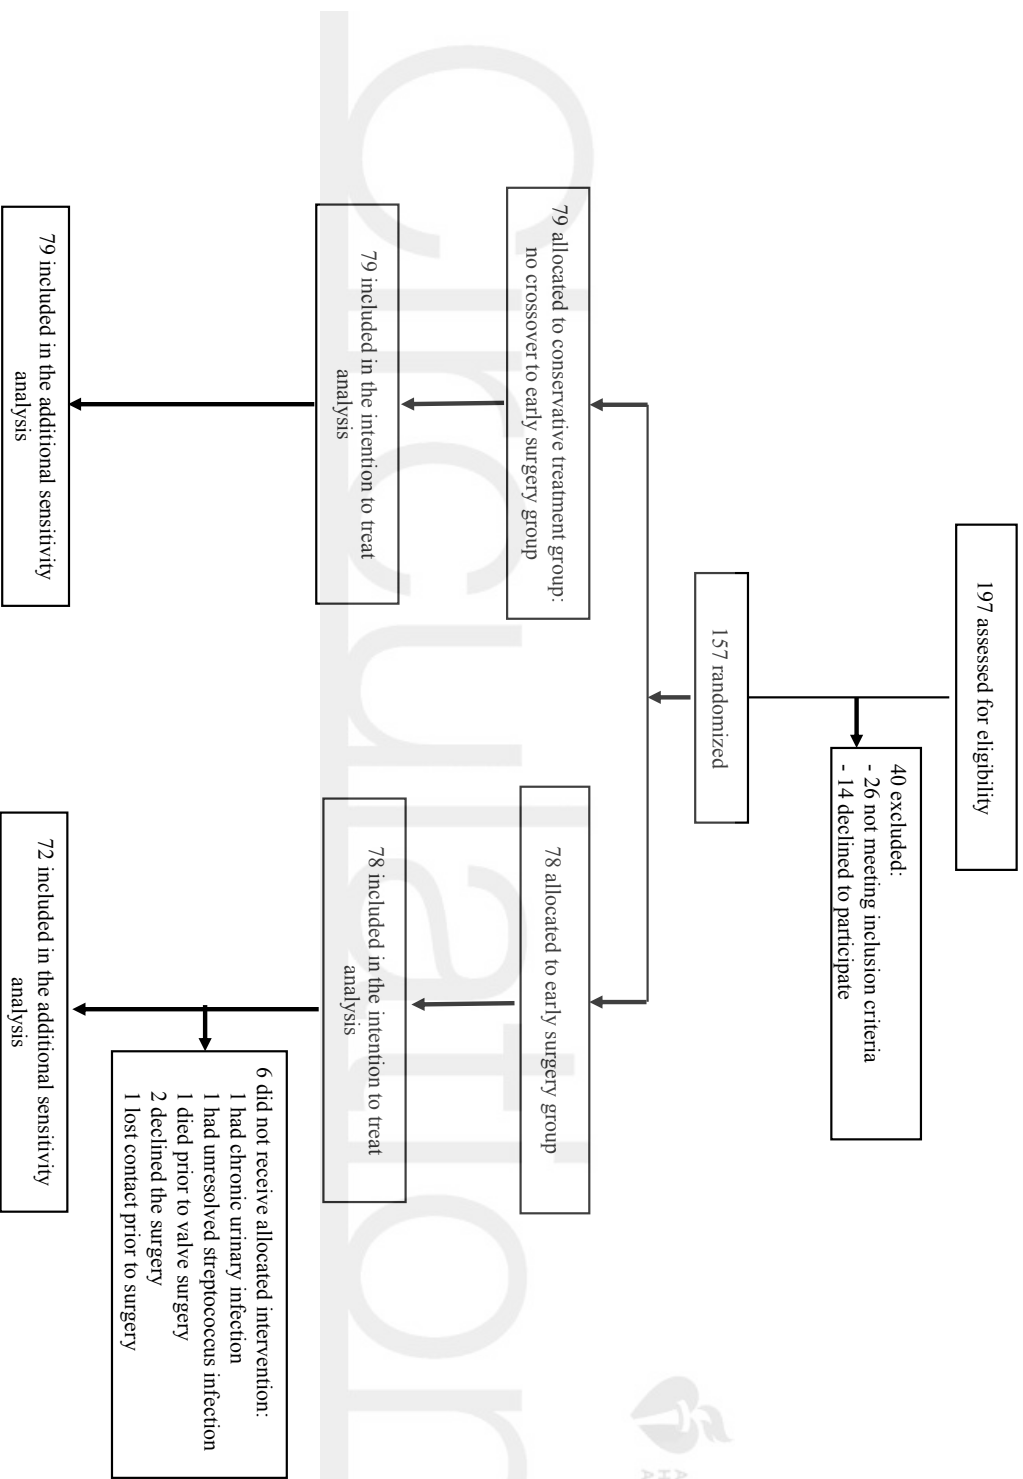 197 assessed for eligibility
40 excluded:
- 26 not meeting inclusion criteria
- 14 declined to participate
157 randomized
79 allocated to conservative treatment group:
no crossover to early surgery group
78 allocated to early surgery group
79 included in the intention to treat
analysis
78 included in the intention to treat
analysis
6 did not receive allocated intervention:
1 had chronic urinary infection
1 had unresolved streptococcus infection
1 died prior to valve surgery
2 declined the surgery
1 lost contact prior to surgery
79 included in the additional sensitivity
analysis
72 included in the additional sensitivity
analysis